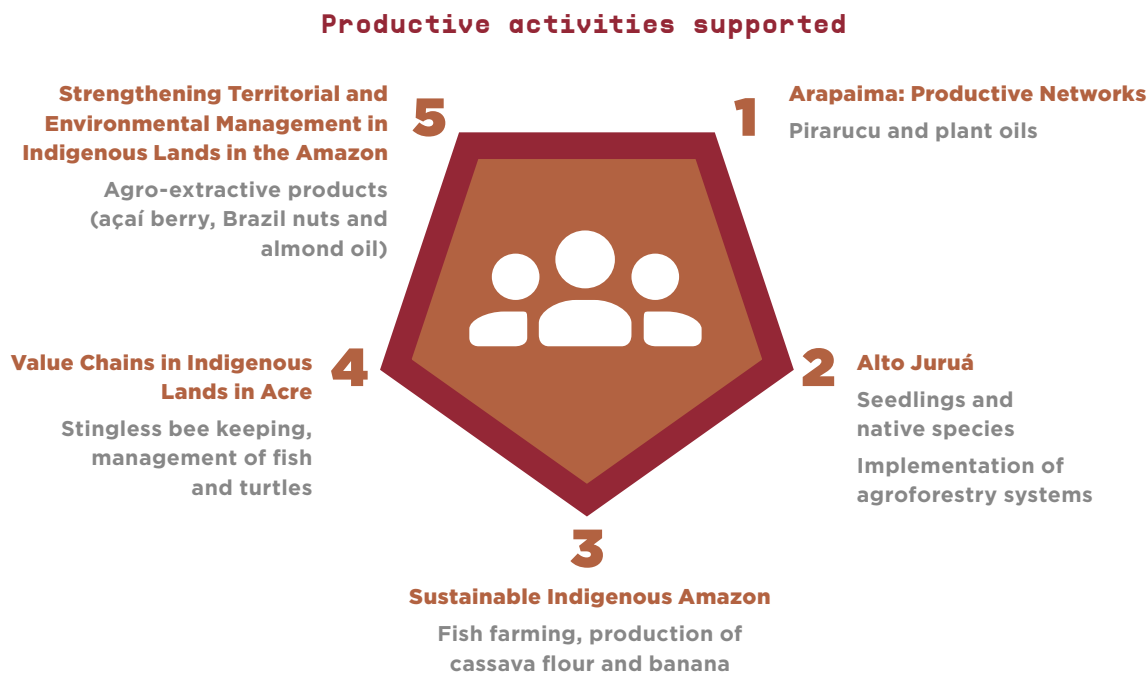 Productive activities supported
1
Arapaima: Productive Networks
Pirarucu and plant oils
2
Alto Juruá
Seedlings and
native species
Implementation of
agroforestry systems
3
Sustainable Indigenous Amazon
Fish farming, production of
cassava flour and banana
4
Value Chains in Indigenous
Lands in Acre
Stingless bee keeping,
management of fish
and turtles
5
Strengthening Territorial and
Environmental Management in
Indigenous Lands in the Amazon
Agro-extractive products
(açaí berry, Brazil nuts and
almond oil)